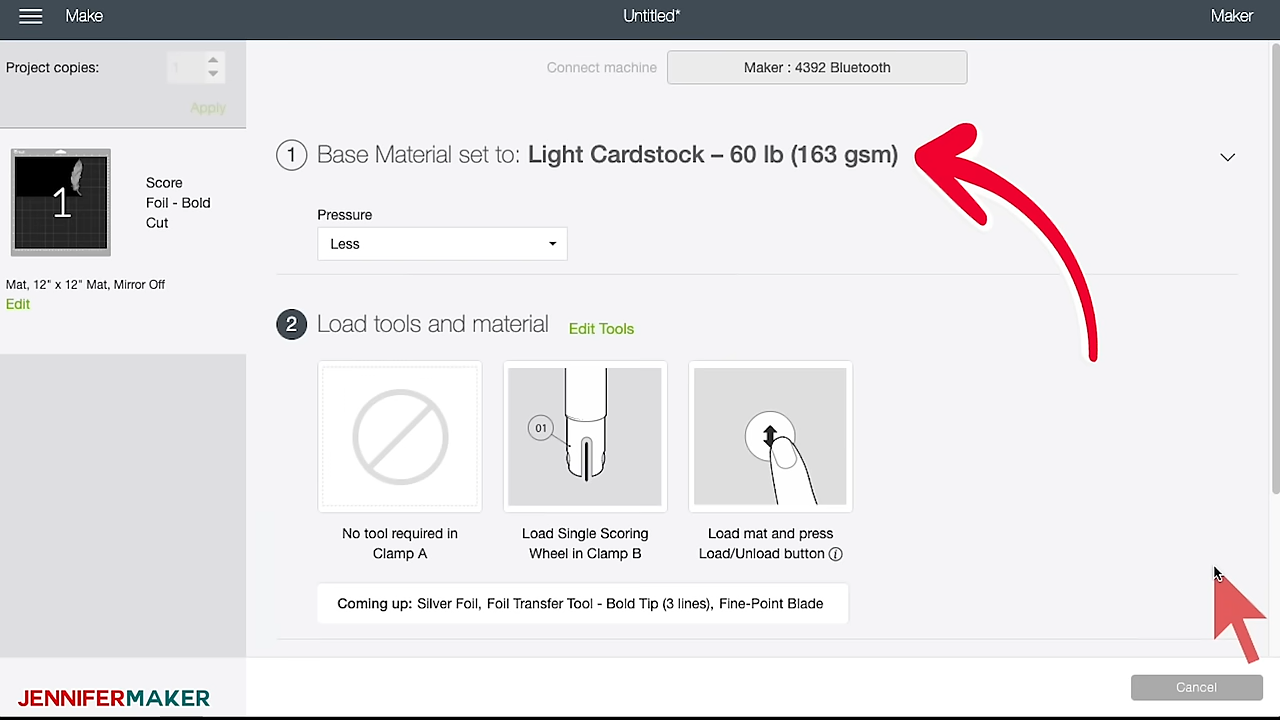 Make
Untitled*
Maker
Project copies:
1
Apply
Connect machine
Maker : 4392 Bluetooth
1
Score
Foil - Bold
Cut
Mat, 12" x 12" Mat, Mirror Off
Edit
1 Base Material set to: Light Cardstock – 60 lb (163 gsm)
Pressure
Less
2 Load tools and material
Edit Tools
01
No tool required in
Clamp A
Load Single Scoring
Wheel in Clamp B
Load mat and press
Load/Unload button i
Coming up: Silver Foil, Foil Transfer Tool - Bold Tip (3 lines), Fine-Point Blade
JENNIFERMAKER
Cancel